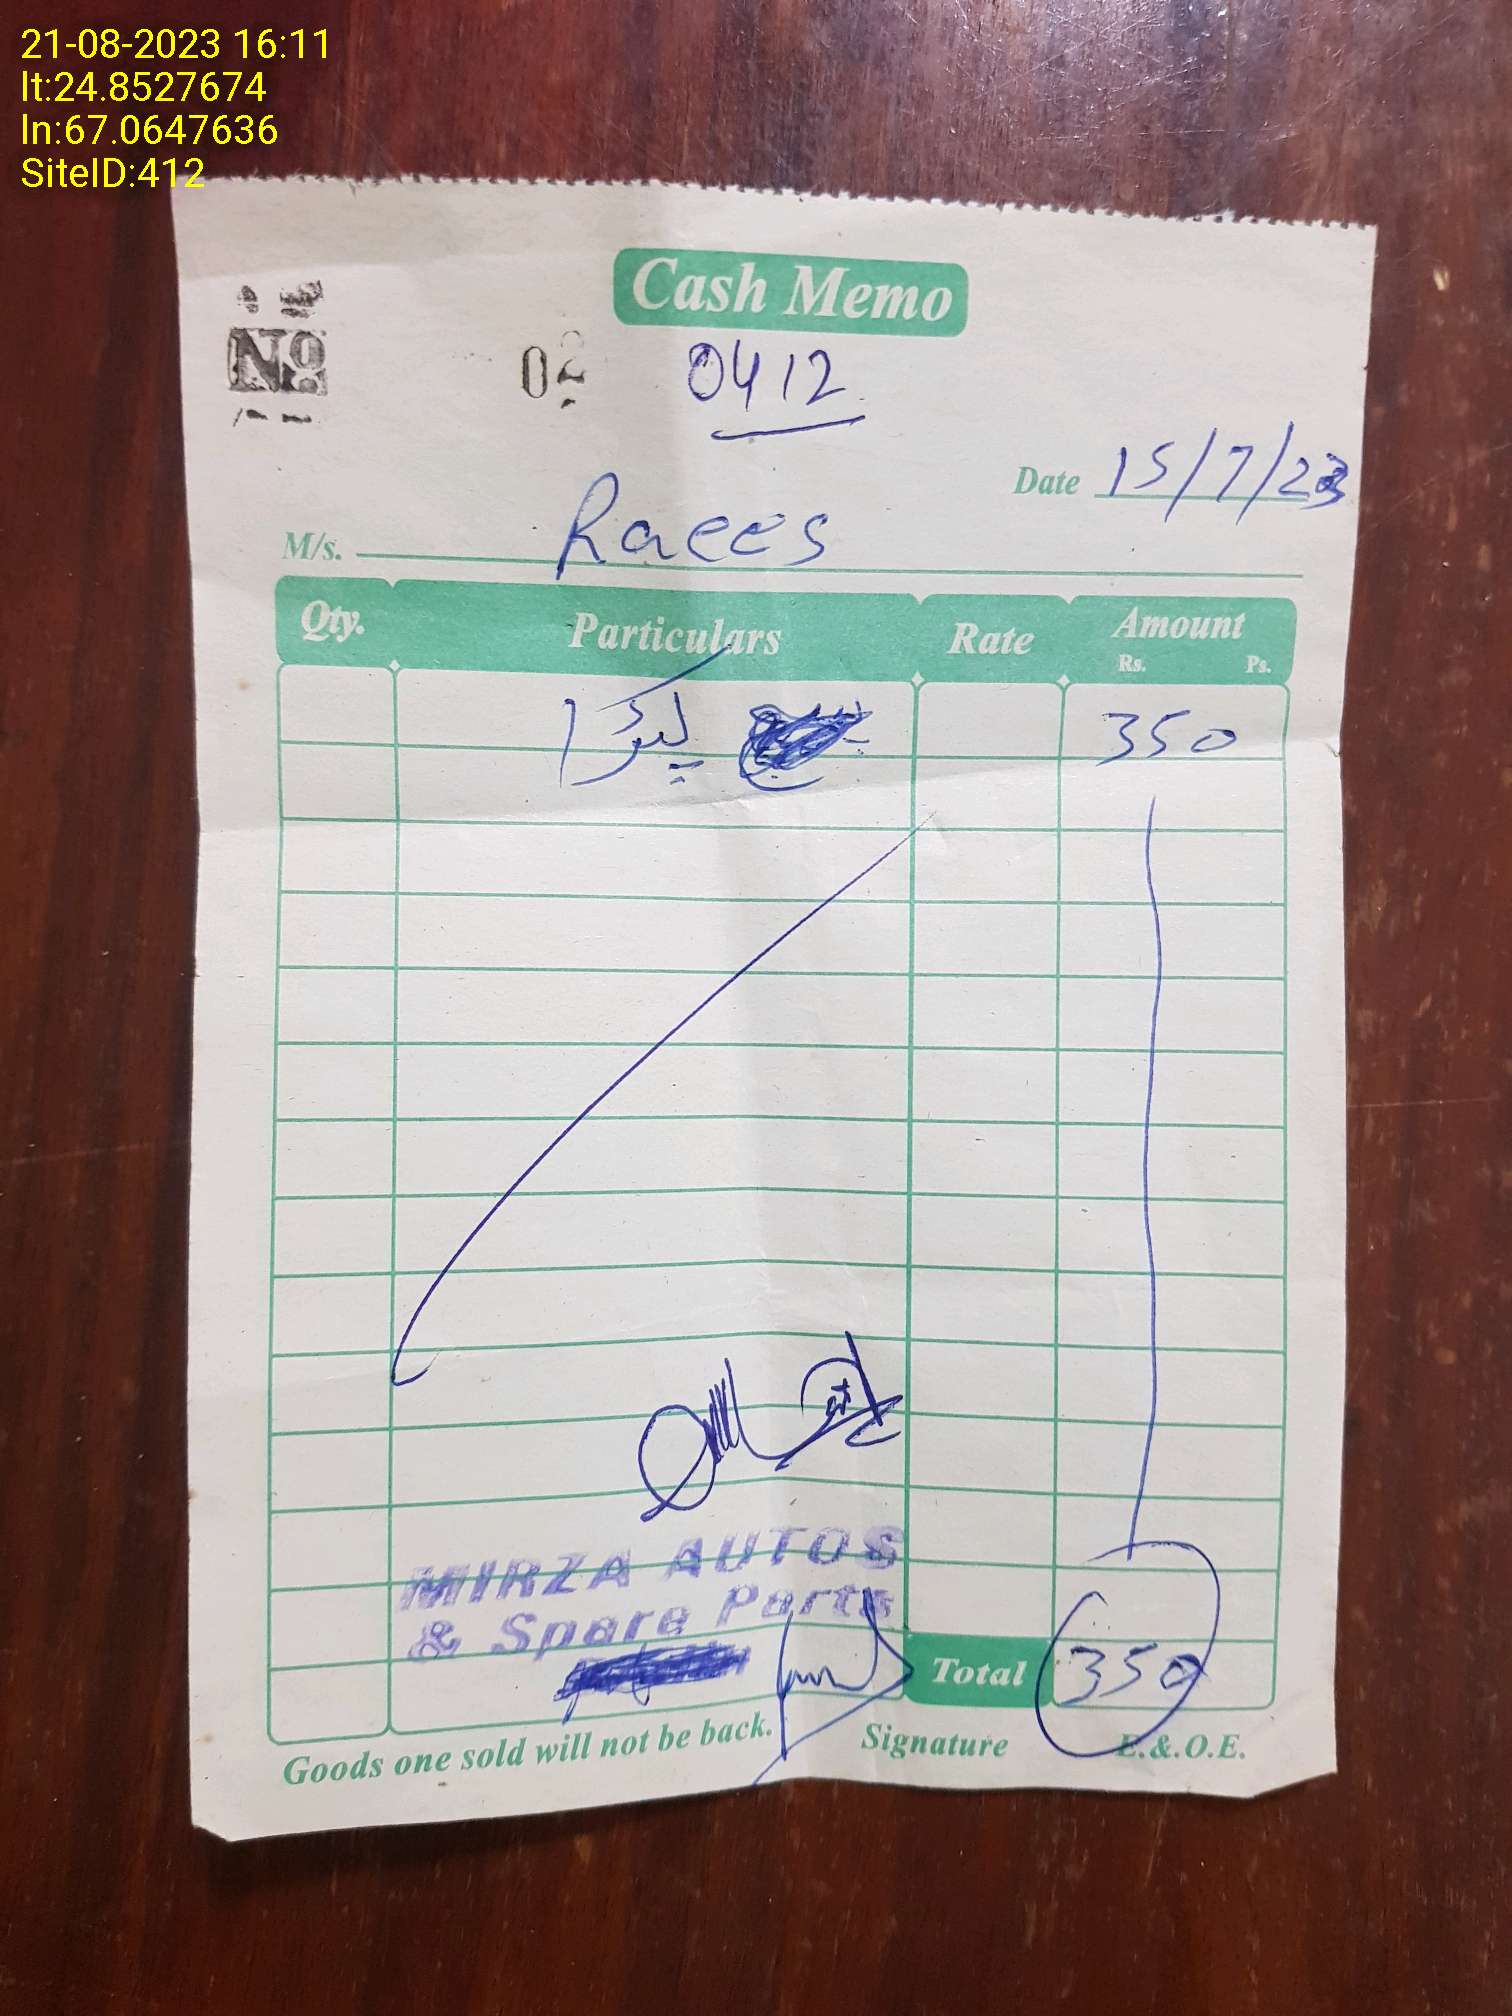 21-08-2023 16:11
lt:24.8527674
ln:67.0647636
SiteID:412
Cash Memo
No 02 0412
Date 15/7/23
M/s. Raees
Qty. Particulars Rate Amount
Rs. Ps.
350
MIRZA AUTOS
& Spare Parts
Total 350
Goods one sold will not be back. Signature E.&.O.E.